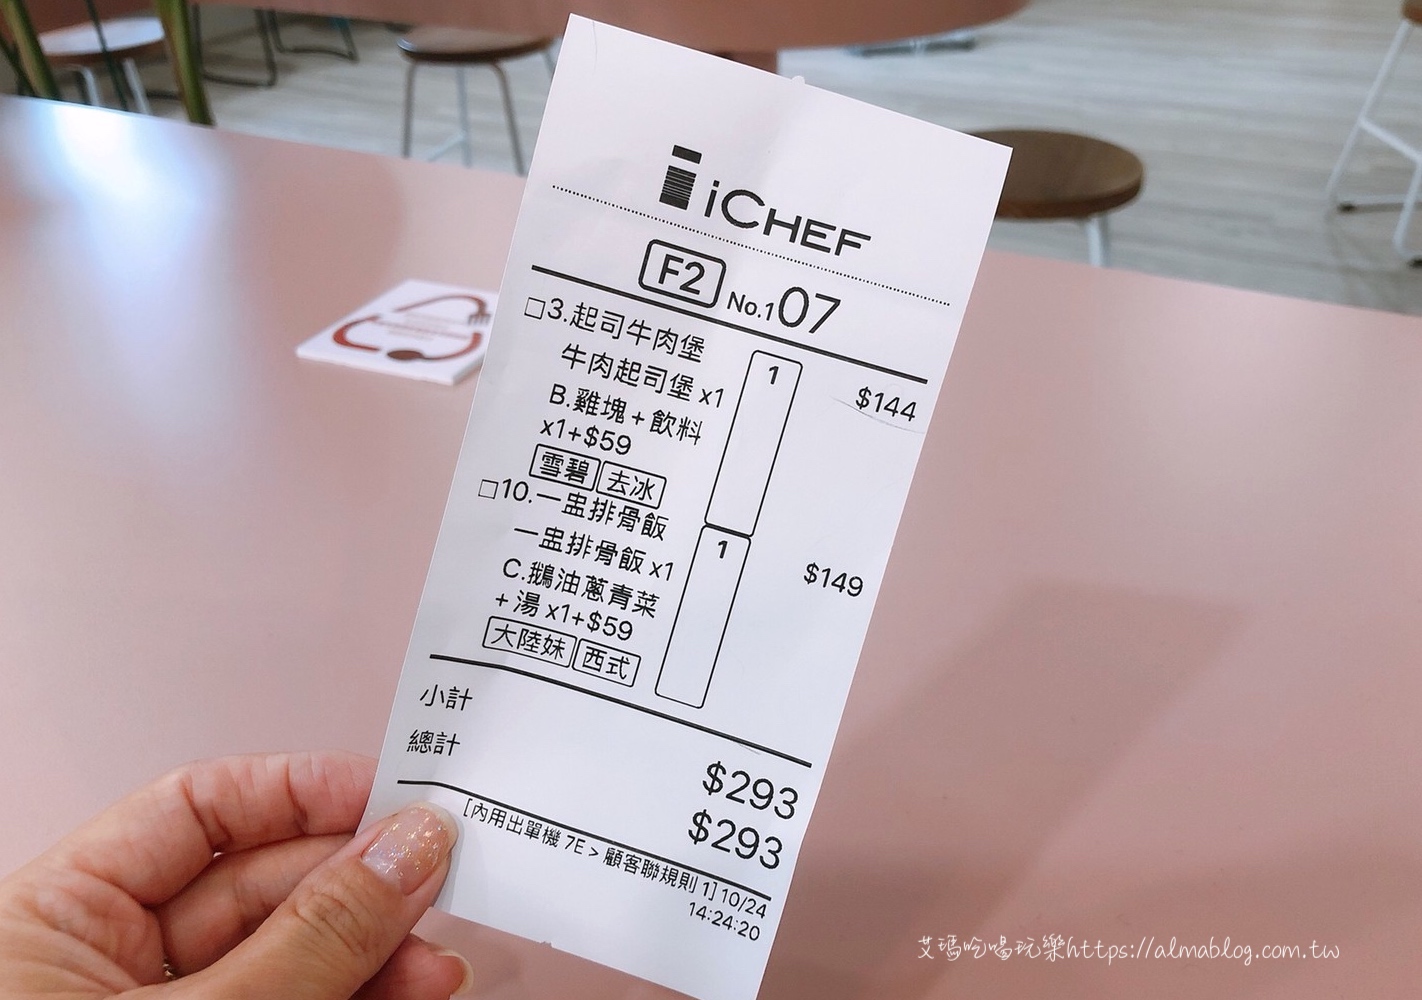 iCHEF
F2 No.107
□3.起司牛肉堡 1 $144
牛肉起司堡 x1
B.雞塊+飲料
x1+$59
雪碧 去冰
□10.一盅排骨飯 1 $149
一盅排骨飯 x1
C.鵝油蔥青菜
+湯 x1+$59
大陸妹 西式
小計 $293
總計 $293
[內用出單機 7E > 顧客聯規則 1] 10/24
14:24:20
艾瑪吃喝玩樂https://almablog.com.tw